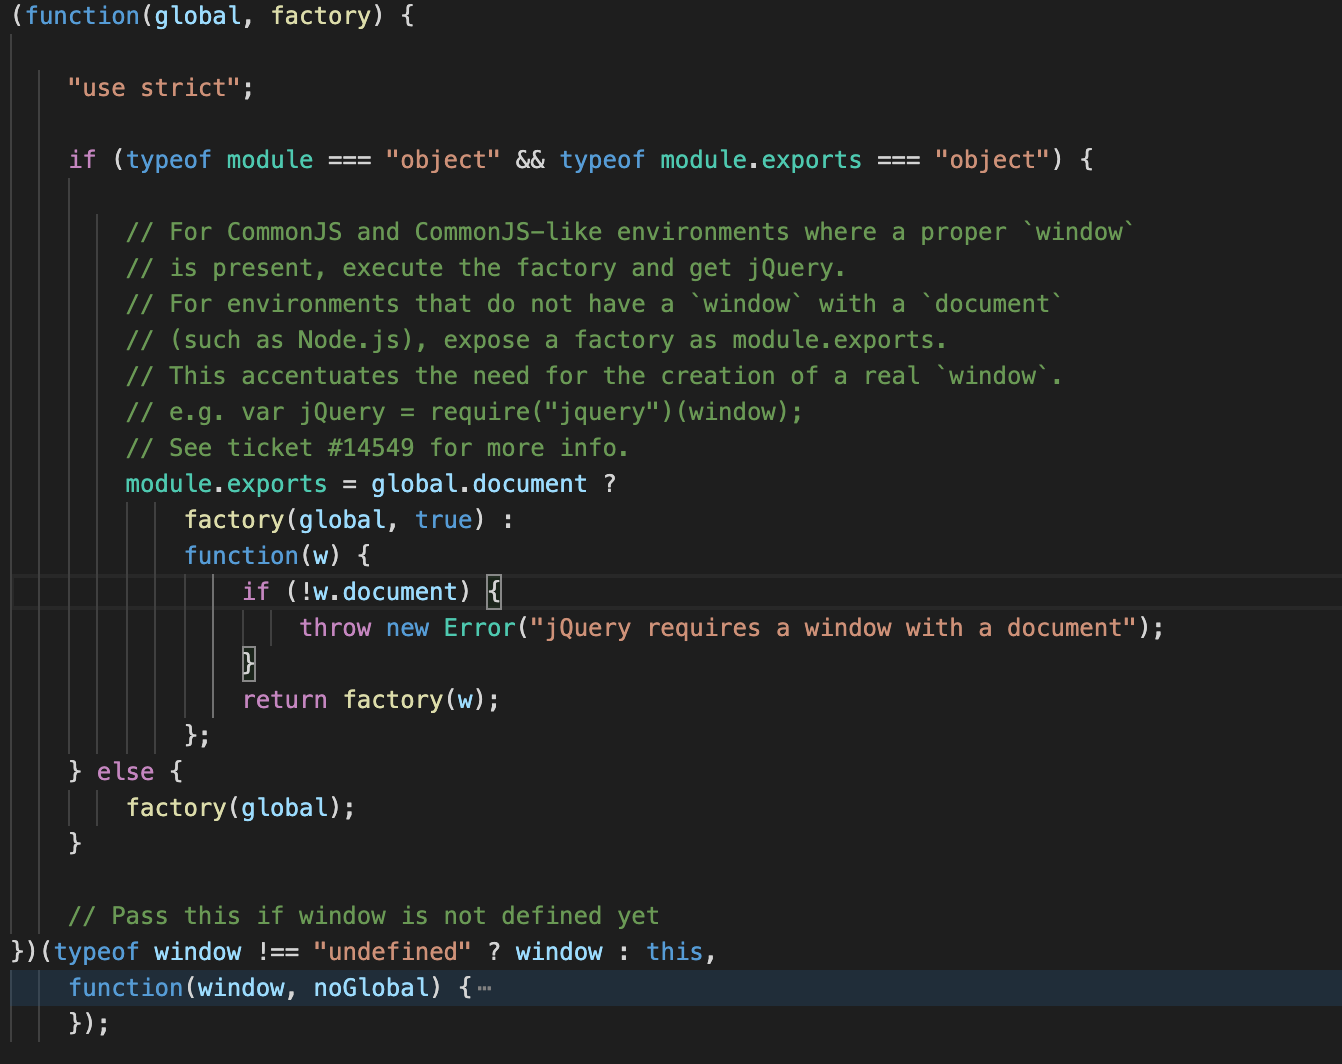 (function(global, factory) {
"use strict";
if (typeof module === "object" && typeof module.exports === "object") {
// For CommonJS and CommonJS-like environments where a proper `window`
// is present, execute the factory and get jQuery.
// For environments that do not have a `window` with a `document`
// (such as Node.js), expose a factory as module.exports.
// This accentuates the need for the creation of a real `window`.
// e.g. var jQuery = require("jquery")(window);
// See ticket #14549 for more info.
module.exports = global.document ?
factory(global, true) :
function(w) {
if (!w.document) {
throw new Error("jQuery requires a window with a document");
}
return factory(w);
};
} else {
factory(global);
}
// Pass this if window is not defined yet
})(typeof window !== "undefined" ? window : this,
function(window, noGlobal) {⋯
});